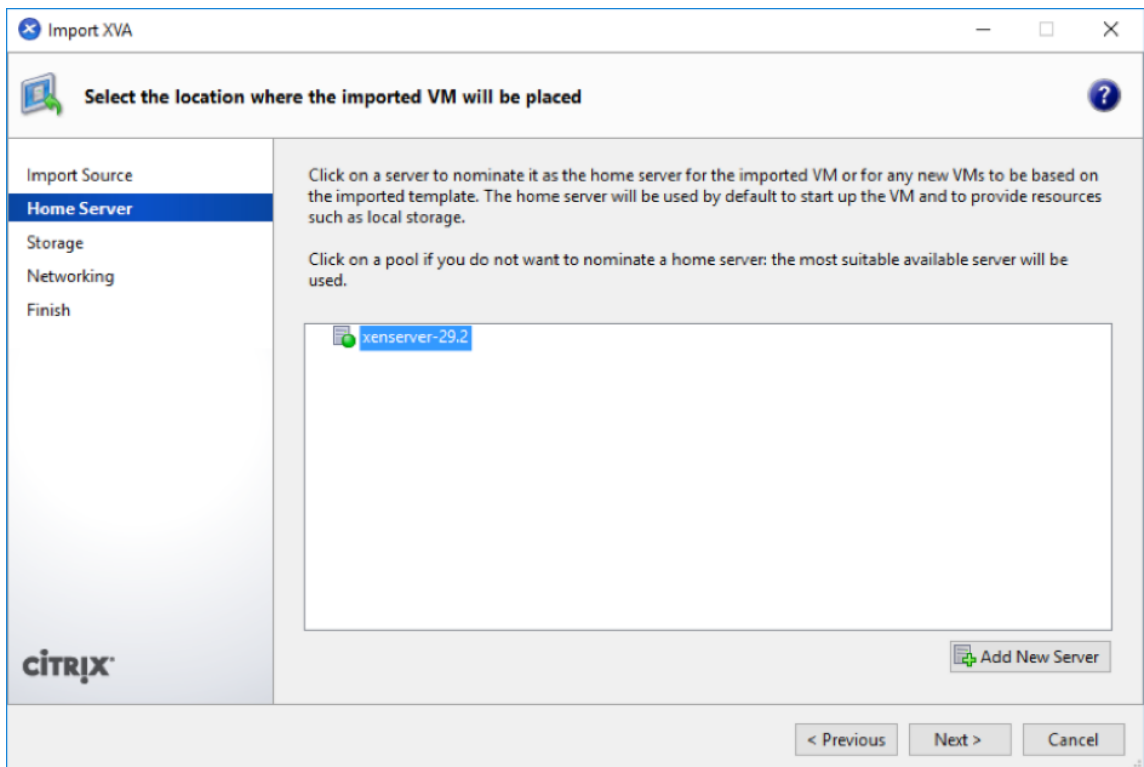 Import XVA
Select the location where the imported VM will be placed
?
Import Source
Home Server
Storage
Networking
Finish
Click on a server to nominate it as the home server for the imported VM or for any new VMs to be based on
the imported template. The home server will be used by default to start up the VM and to provide resources
such as local storage.
Click on a pool if you do not want to nominate a home server: the most suitable available server will be
used.
xenserver-29.2
Add New Server
CITRIX
< Previous
Next >
Cancel